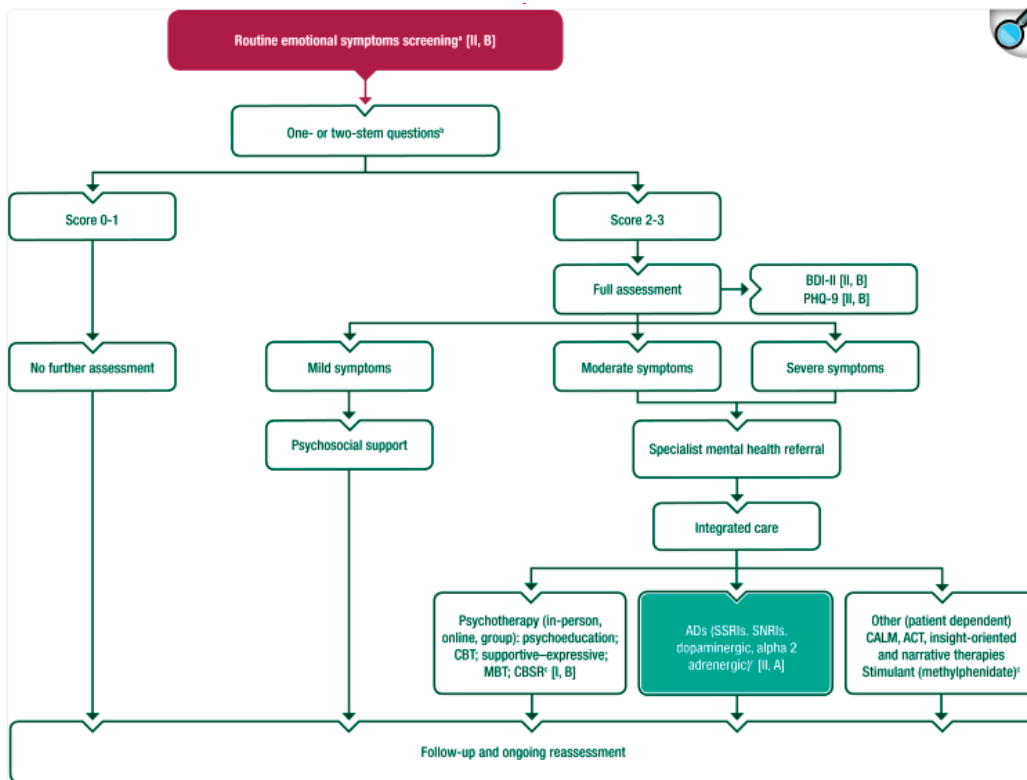 Routine emotional symptoms screeningᵃ [II, B]
One- or two-stem questionsᵇ
Score 0-1
Score 2-3
Full assessment
BDI-II [II, B]
PHQ-9 [II, B]
No further assessment
Mild symptoms
Moderate symptoms
Severe symptoms
Psychosocial support
Specialist mental health referral
Integrated care
Psychotherapy (in-person,
online, group): psychoeducation;
CBT; supportive–expressive;
MBT; CBSRᶜ [I, B]
ADs (SSRIs, SNRIs,
dopaminergic, alpha 2
adrenergic) [II, A]
Other (patient dependent)
CALM, ACT, insight-oriented
and narrative therapies
Stimulant (methylphenidate)ᶜ
Follow-up and ongoing reassessment